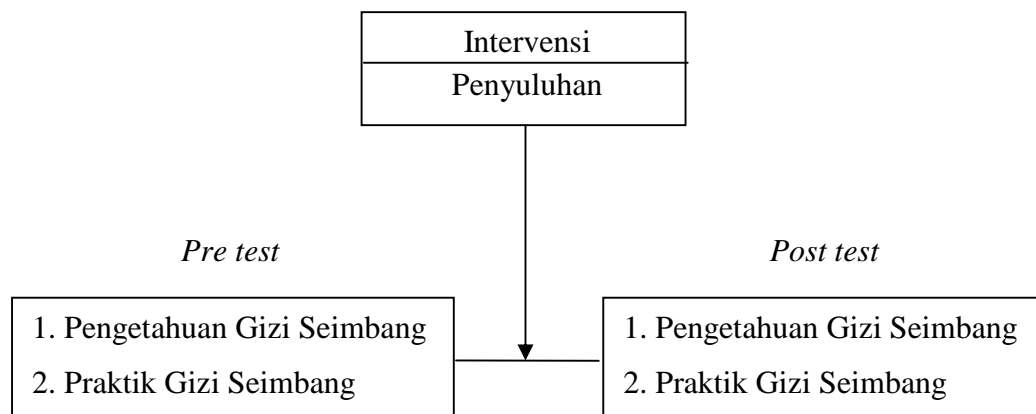 Intervensi
Penyuluhan
Pre test
Post test
1. Pengetahuan Gizi Seimbang
2. Praktik Gizi Seimbang
1. Pengetahuan Gizi Seimbang
2. Praktik Gizi Seimbang